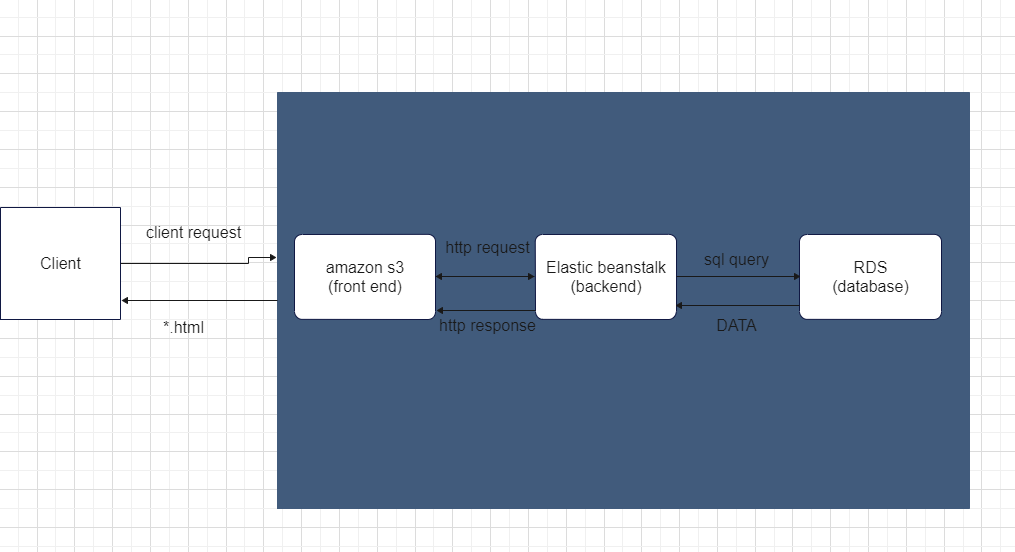 client request
Client
*.html
amazon s3
(front end)
http request
http response
Elastic beanstalk
(backend)
sql query
DATA
RDS
(database)